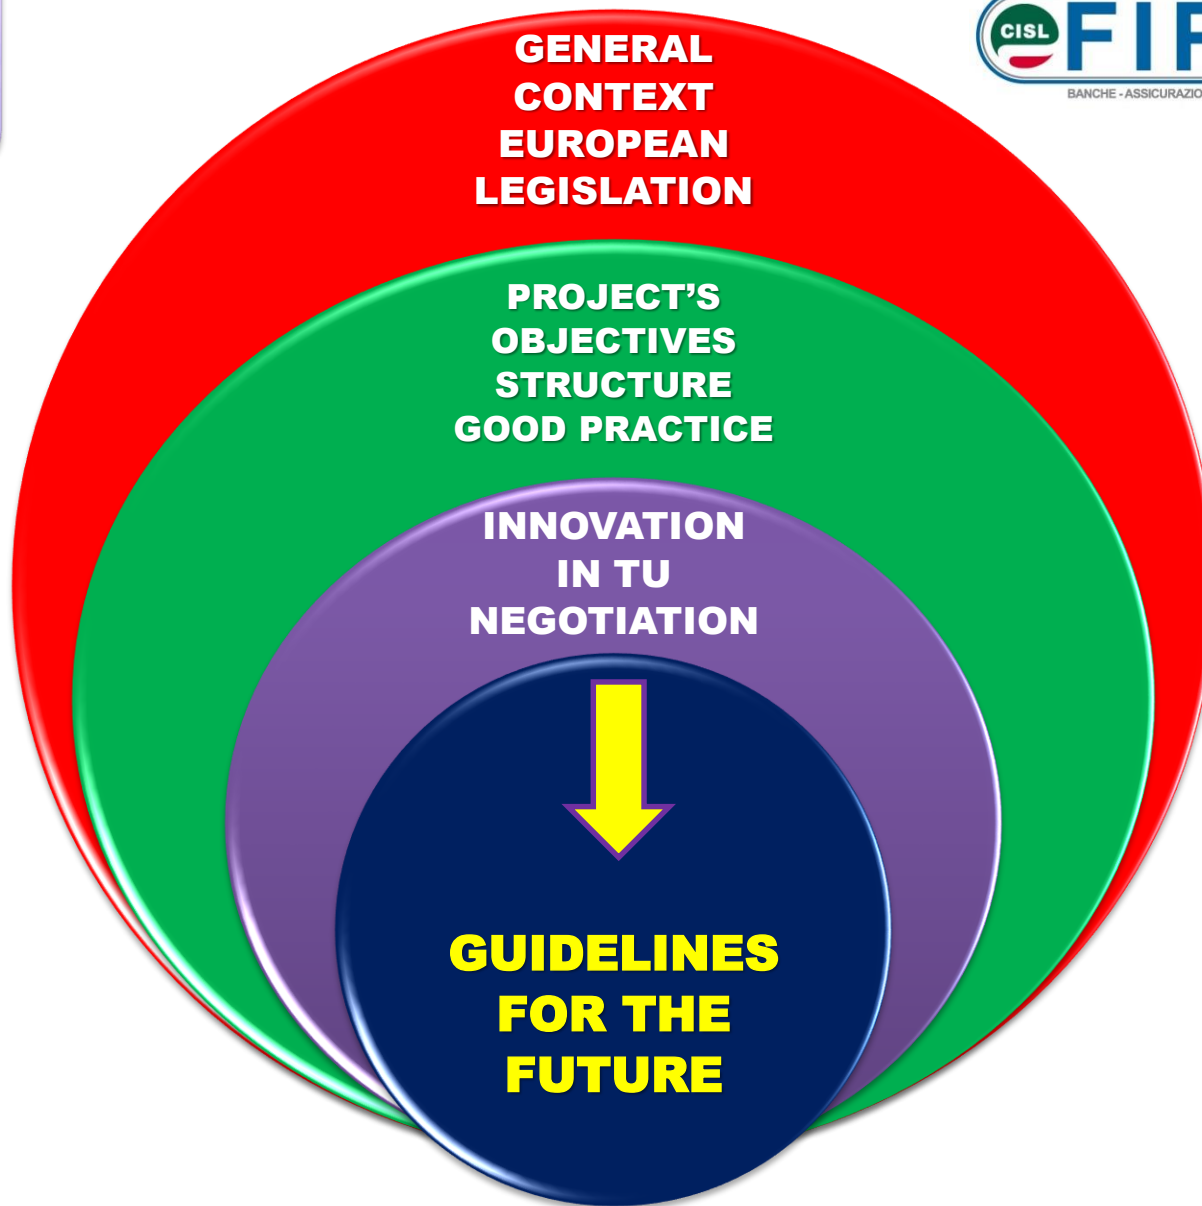 CISL
BANCHE - ASSICURAZIO
GENERAL
CONTEXT
EUROPEAN
LEGISLATION
PROJECT’S
OBJECTIVES
STRUCTURE
GOOD PRACTICE
INNOVATION
IN TU
NEGOTIATION
GUIDELINES
FOR THE
FUTURE